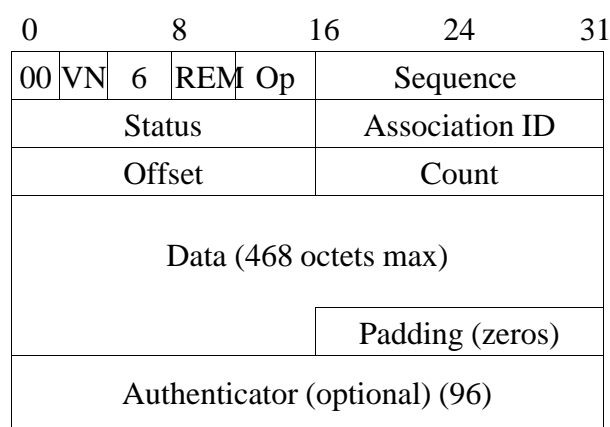 0 8 16 24 31
00 VN 6 REM Op Sequence
Status Association ID
Offset Count
Data (468 octets max)
Padding (zeros)
Authenticator (optional) (96)